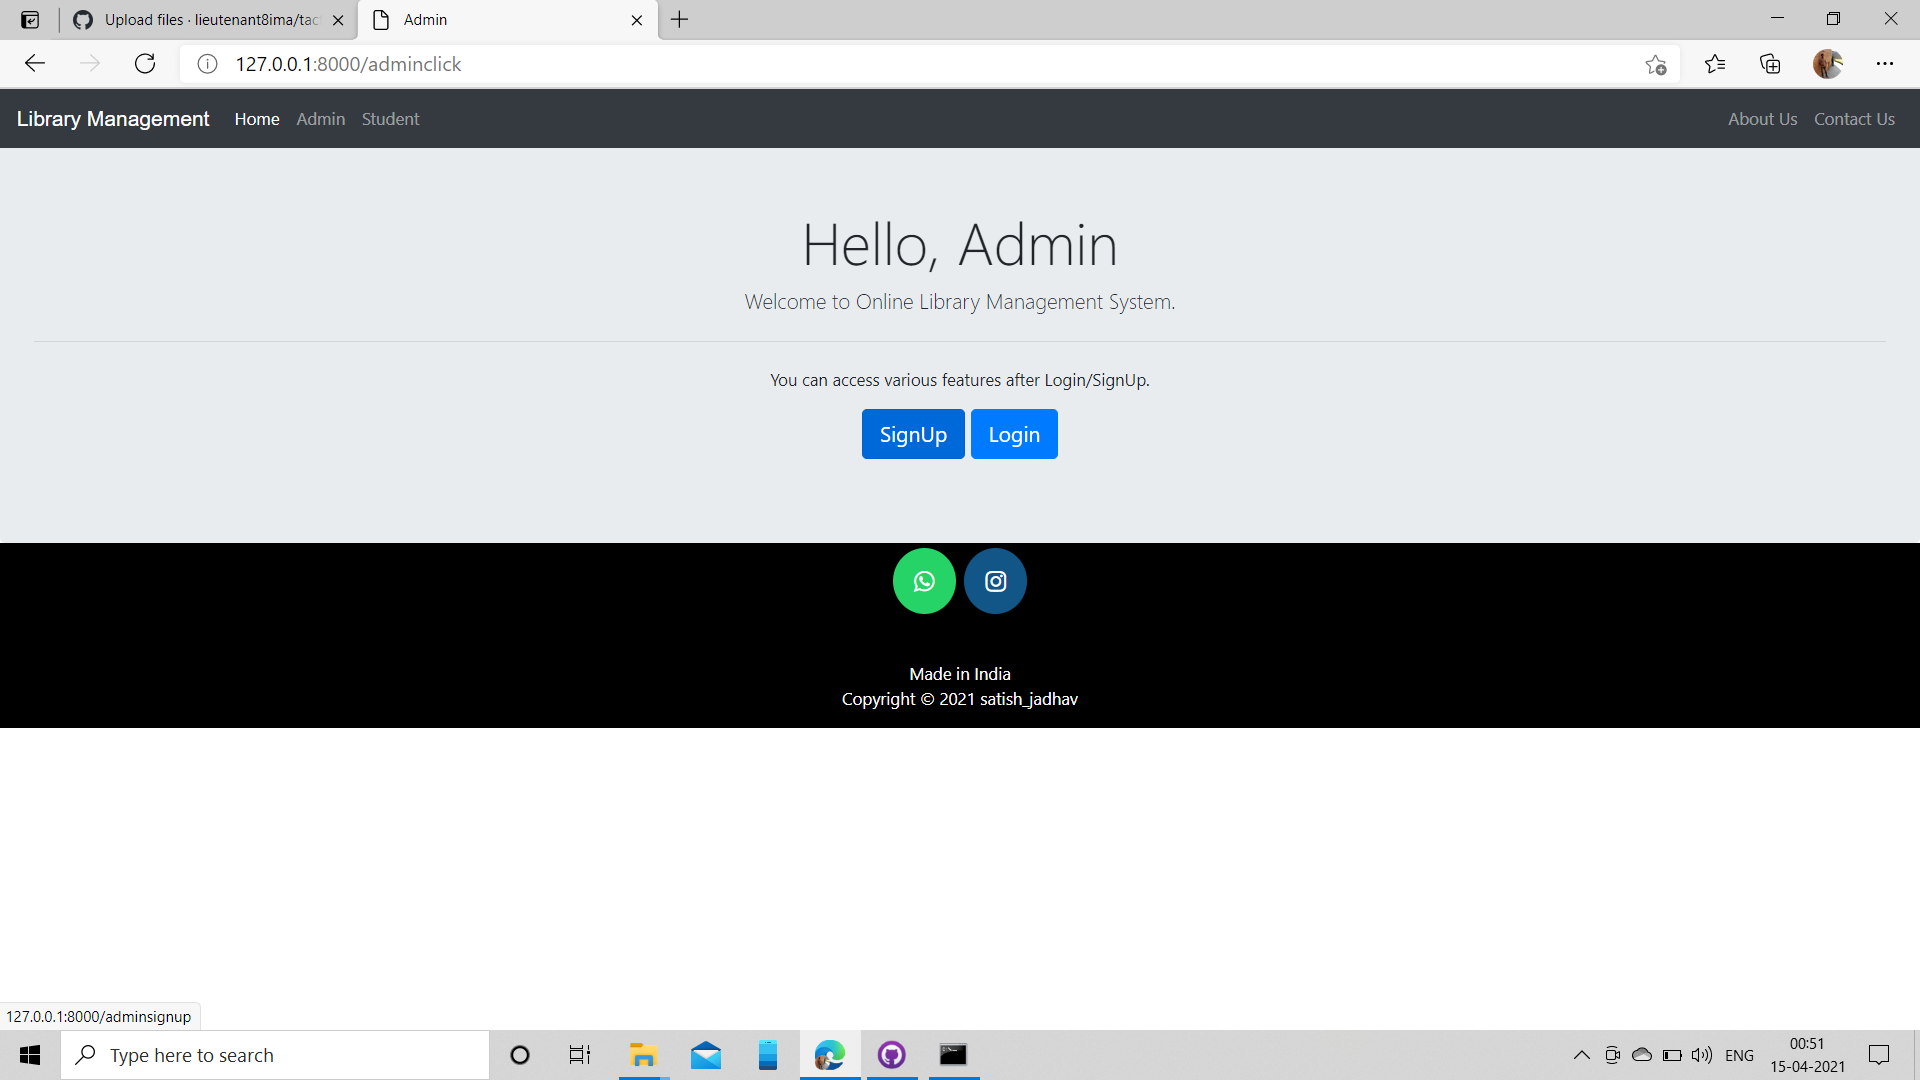 Upload files · lieutenant8ima/tac
Admin
127.0.0.1:8000/adminclick
Library Management Home Admin Student About Us Contact Us
Hello, Admin
Welcome to Online Library Management System.
You can access various features after Login/SignUp.
SignUp Login
Made in India
Copyright © 2021 satish_jadhav
127.0.0.1:8000/adminsignup
Type here to search
ENG
00:51
15-04-2021